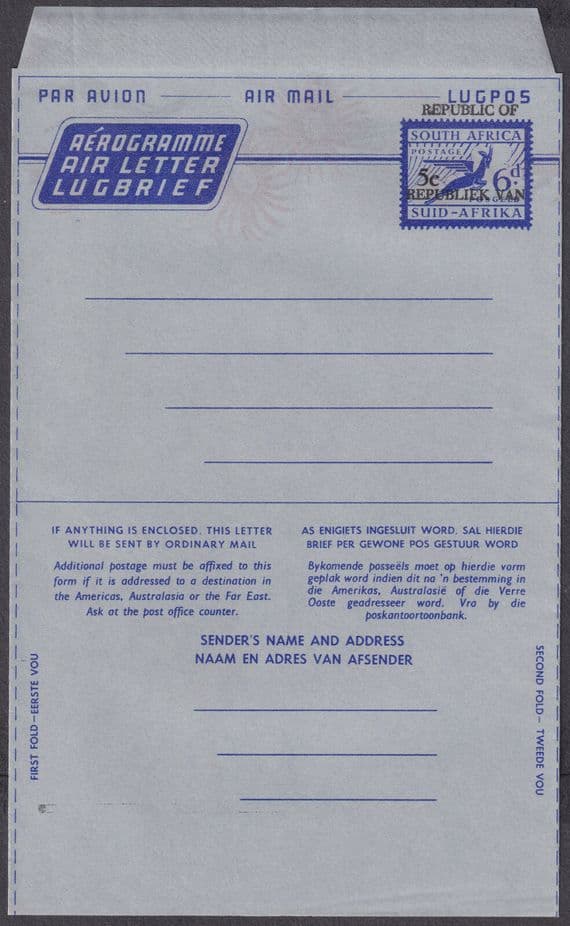 PAR AVION AIR MAIL LUGPOS
REPUBLIC OF
AÉROGRAMME
AIR LETTER
LUGBRIEF
SOUTH AFRICA
POSTAGE
5c 6d.
REPUBLIEK VAN
SUID-AFRIKA
IF ANYTHING IS ENCLOSED, THIS LETTER
WILL BE SENT BY ORDINARY MAIL
Additional postage must be affixed to this
form if it is addressed to a destination in
the Americas, Australasia or the Far East.
Ask at the post office counter.
AS ENIGIETS INGESLUIT WORD, SAL HIERDIE
BRIEF PER GEWONE POS GESTUUR WORD
Bykomende posseëls moet op hierdie vorm
geplak word indien dit na 'n bestemming in
die Amerikas, Australasië of die Verre
Ooste geadresseer word. Vra by die
poskantoortoonbank.
SENDER'S NAME AND ADDRESS
NAAM EN ADRES VAN AFSENDER
FIRST FOLD–EERSTE VOU
SECOND FOLD– TWEEDE VOU